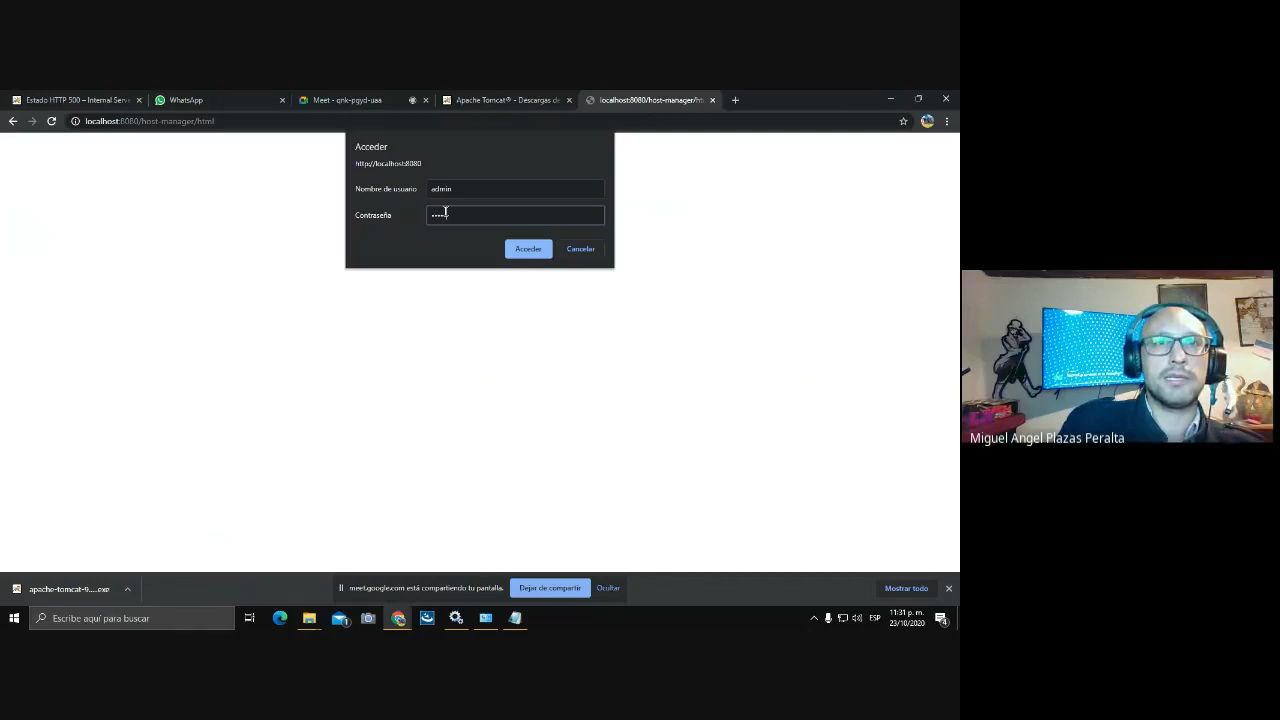 Estado HTTP 500 – Internal Serv
WhatsApp
Meet - qnk-pgyd-uaa
Apache Tomcat® - Descargas de
localhost:8080/host-manager/ht
localhost:8080/host-manager/html
Acceder
http://localhost:8080
Nombre de usuario
admin
Contraseña
•••••
Acceder
Cancelar
Miguel Angel Plazas Peralta
apache-tomcat-9.....exe
meet.google.com está compartiendo tu pantalla.
Dejar de compartir
Ocultar
Mostrar todo
Escribe aquí para buscar
ESP
11:31 p. m.
23/10/2020
4